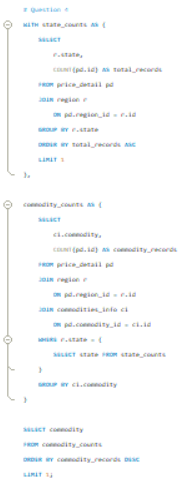 # Question #
WITH state_counts AS (
SELECT
r.state,
COUNT(pd.id) AS total_records
FROM price_detail pd
JOIN region r
ON pd.region_id = r.id
GROUP BY r.state
ORDER BY total_records ASC
LIMIT 1
),
commodity_counts AS (
SELECT
ci.commodity,
COUNT(pd.id) AS commodity_records
FROM price_detail pd
JOIN region r
ON pd.region_id = r.id
JOIN commodities_info ci
ON pd.commodity_id = ci.id
WHERE r.state = (
SELECT state FROM state_counts
)
GROUP BY ci.commodity
)
SELECT commodity
FROM commodity_counts
ORDER BY commodity_records DESC
LIMIT 1;